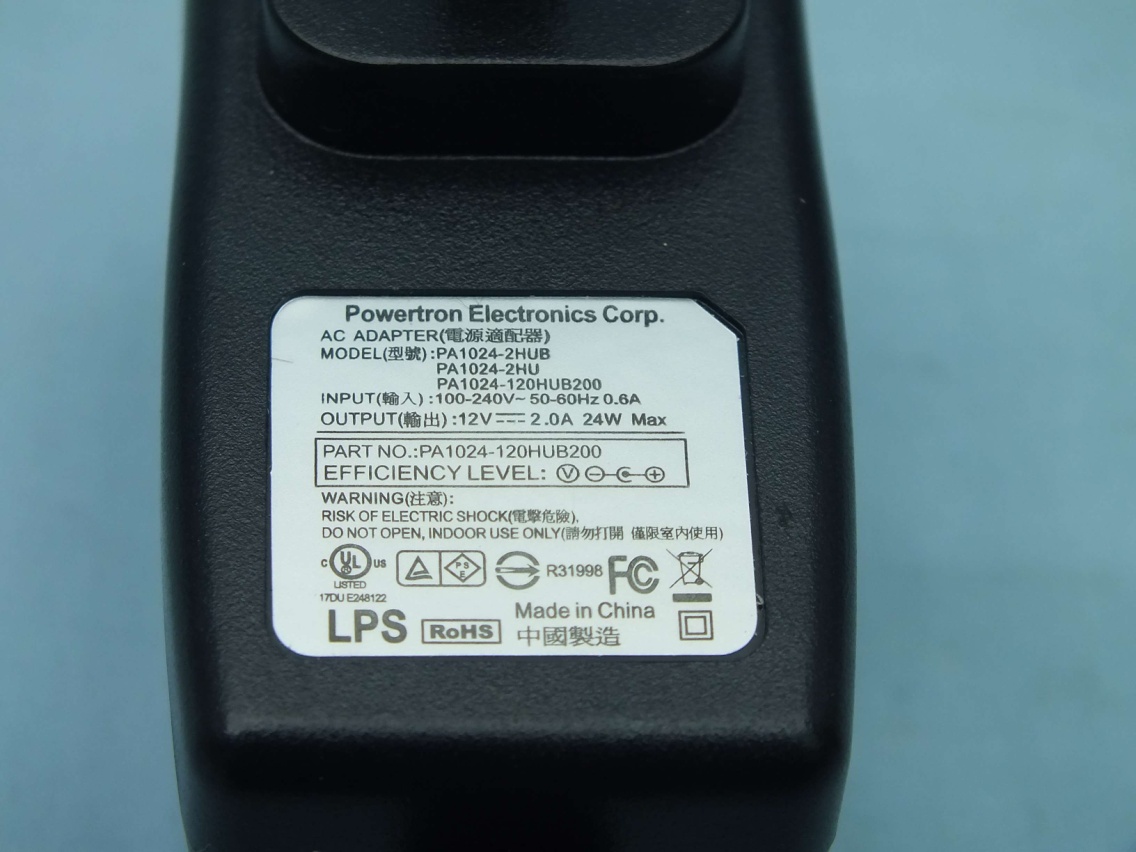 Powertron Electronics Corp.
AC ADAPTER(電源適配器)
MODEL(型號):PA1024-2HUB
PA1024-2HU
PA1024-120HUB200
INPUT(輸入):100-240V~ 50-60Hz 0.6A
OUTPUT(輸出):12V⎓2.0A 24W Max
PART NO.:PA1024-120HUB200
EFFICIENCY LEVEL: V
WARNING(注意):
RISK OF ELECTRIC SHOCK(電擊危險),
DO NOT OPEN, INDOOR USE ONLY(請勿打開 僅限室內使用)
c UL US
LISTED
17DU E248122
PS E
R31998
FC
LPS
RoHS
Made in China
中國製造